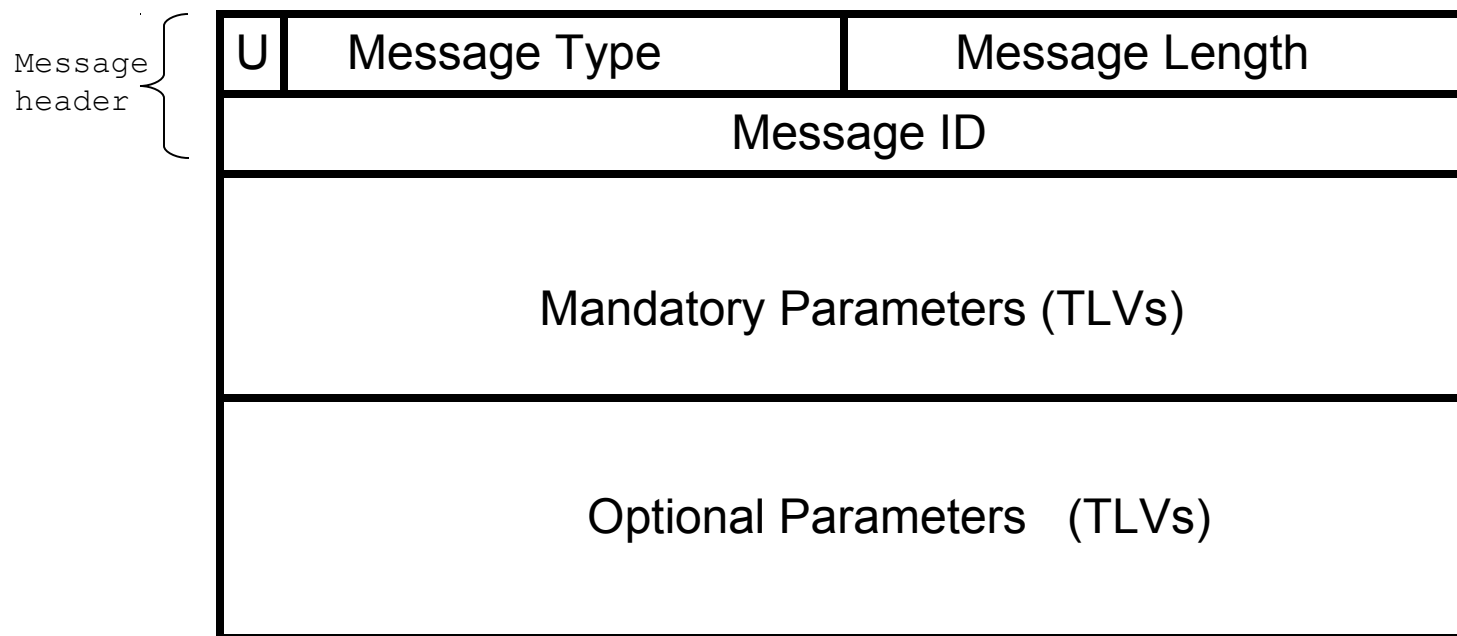 Message
header
U
Message Type
Message Length
Message ID
Mandatory Parameters (TLVs)
Optional Parameters (TLVs)